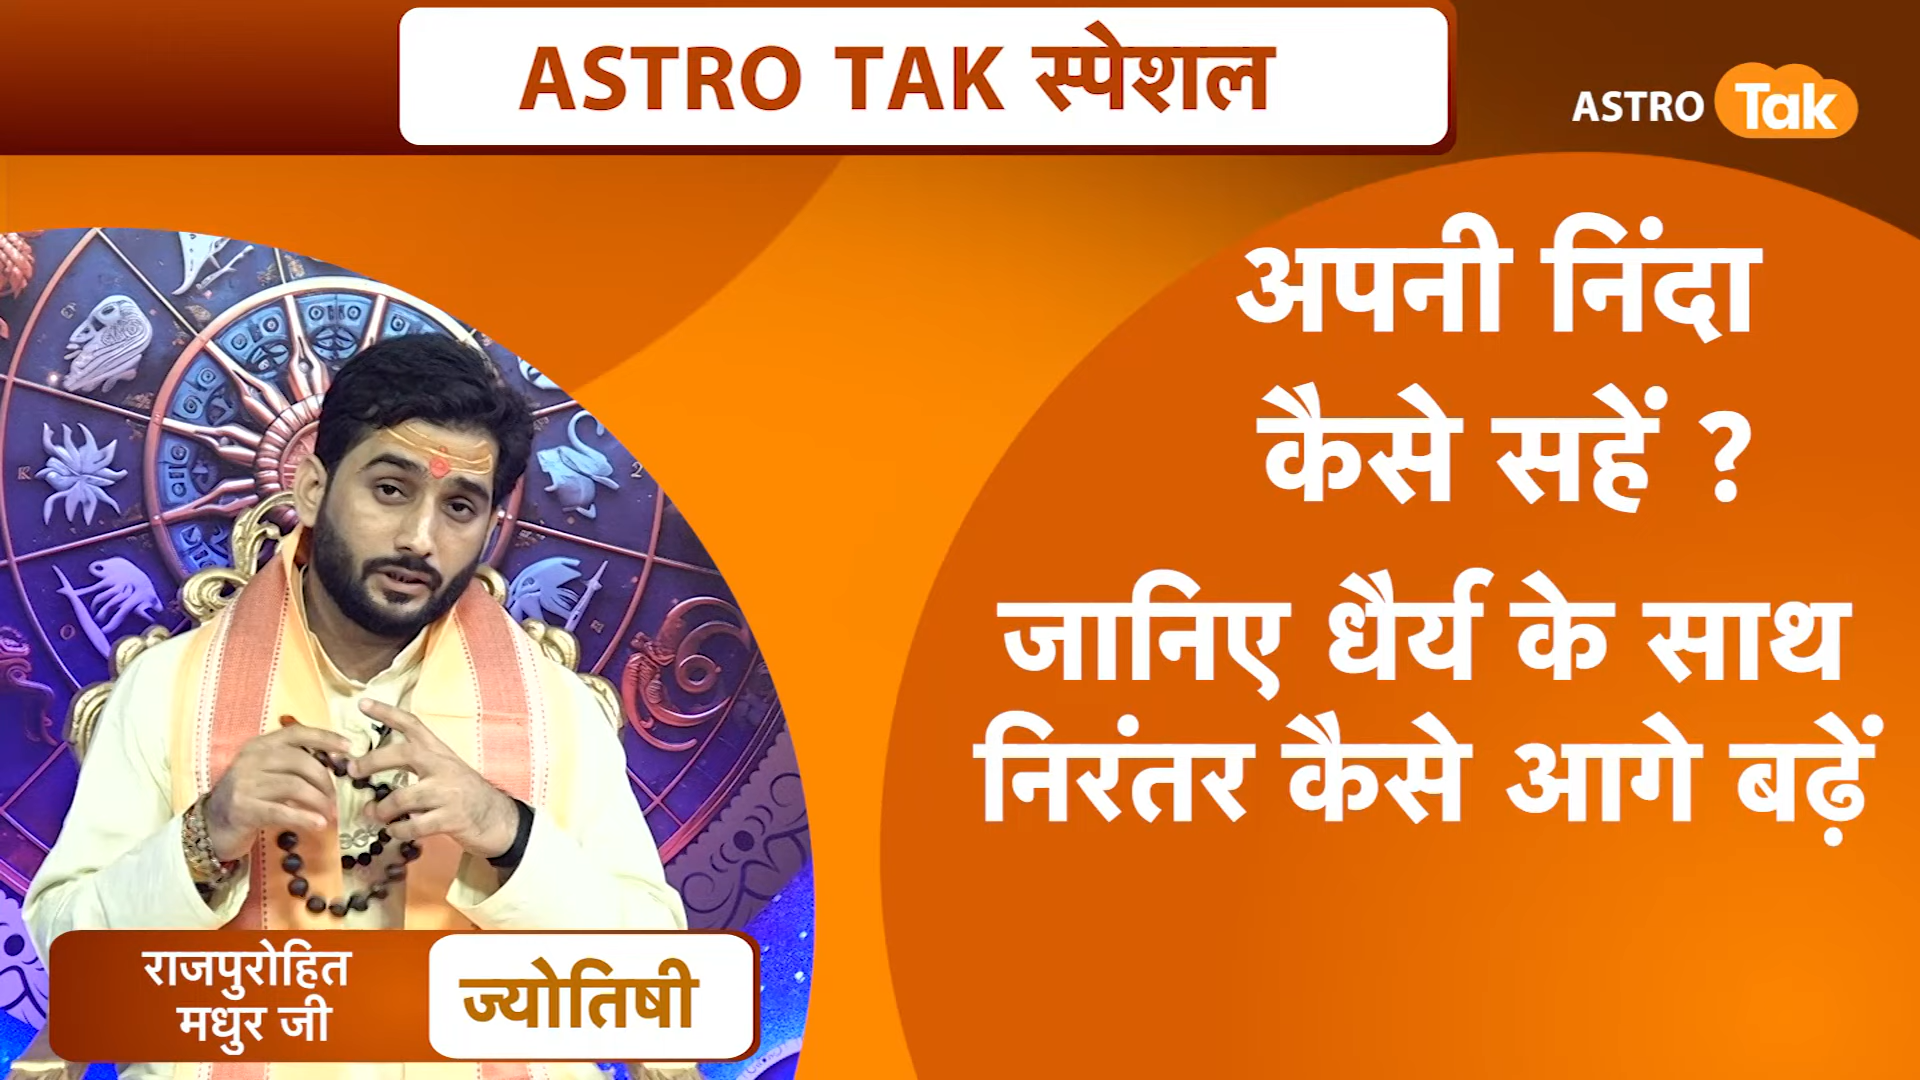 ASTRO TAK स्पेशल
ASTRO Tak
अपनी निंदा
कैसे सहें ?
जानिए धैर्य के साथ
निरंतर कैसे आगे बढ़ें
राजपुरोहित
मधुर जी
ज्योतिषी